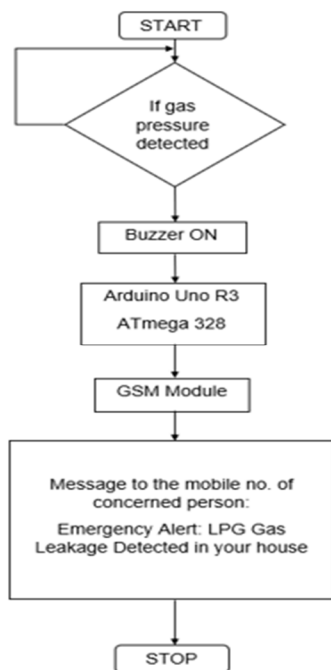 START
If gas
pressure
detected
Buzzer ON
Arduino Uno R3
ATmega 328
GSM Module
Message to the mobile no. of
concerned person:
Emergency Alert: LPG Gas
Leakage Detected in your house
STOP